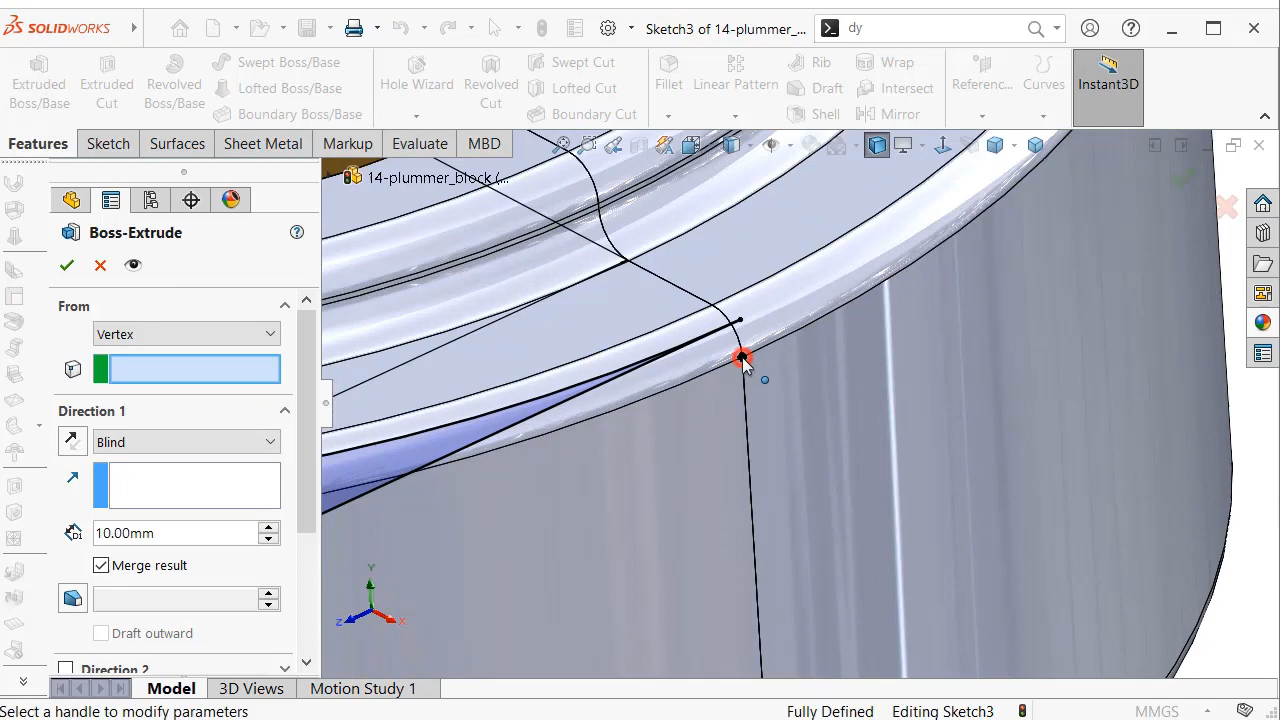 SOLIDWORKS
Sketch3 of 14-plummer_...
dy
Extruded Boss/Base
Extruded Cut
Revolved Boss/Base
Swept Boss/Base
Lofted Boss/Base
Boundary Boss/Base
Hole Wizard
Revolved Cut
Swept Cut
Lofted Cut
Boundary Cut
Fillet
Linear Pattern
Rib
Draft
Shell
Wrap
Intersect
Mirror
Referenc...
Curves
Instant3D
Features
Sketch
Surfaces
Sheet Metal
Markup
Evaluate
MBD
14-plummer_block (...
Boss-Extrude
From
Vertex
Direction 1
Blind
D1
10.00mm
Merge result
Draft outward
Direction 2
Y
Z
X
Model
3D Views
Motion Study 1
Select a handle to modify parameters
Fully Defined
Editing Sketch3
MMGS